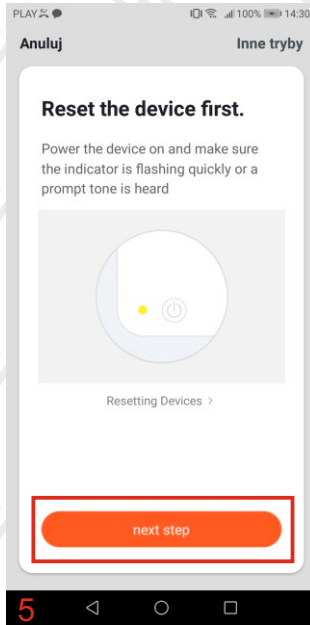 PLAY 100% 14:30
Anuluj Inne tryby
Reset the device first.
Power the device on and make sure
the indicator is flashing quickly or a
prompt tone is heard
Resetting Devices >
next step
5